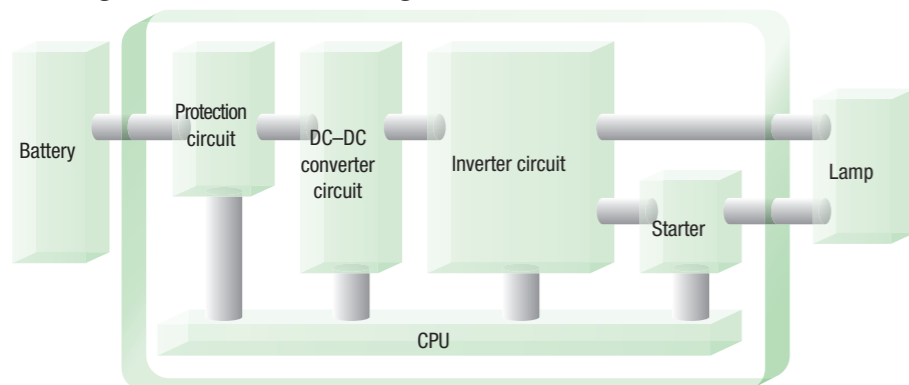 Battery
Protection
circuit
DC–DC
converter
circuit
Inverter circuit
Starter
Lamp
CPU